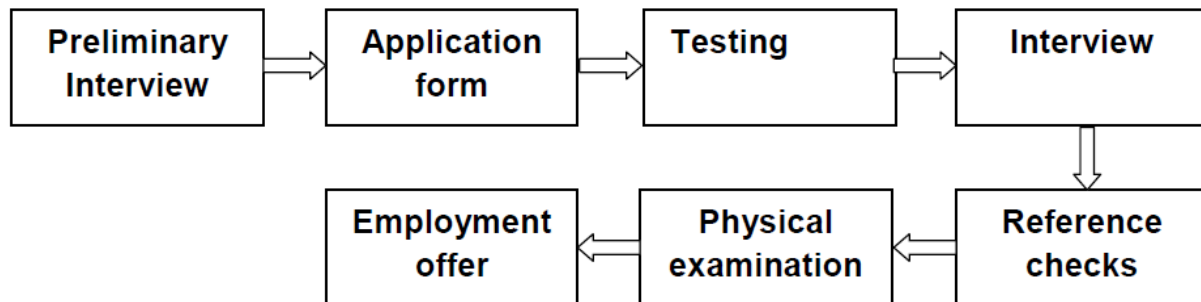 Preliminary
Interview
Application
form
Testing
Interview
Reference
checks
Physical
examination
Employment
offer